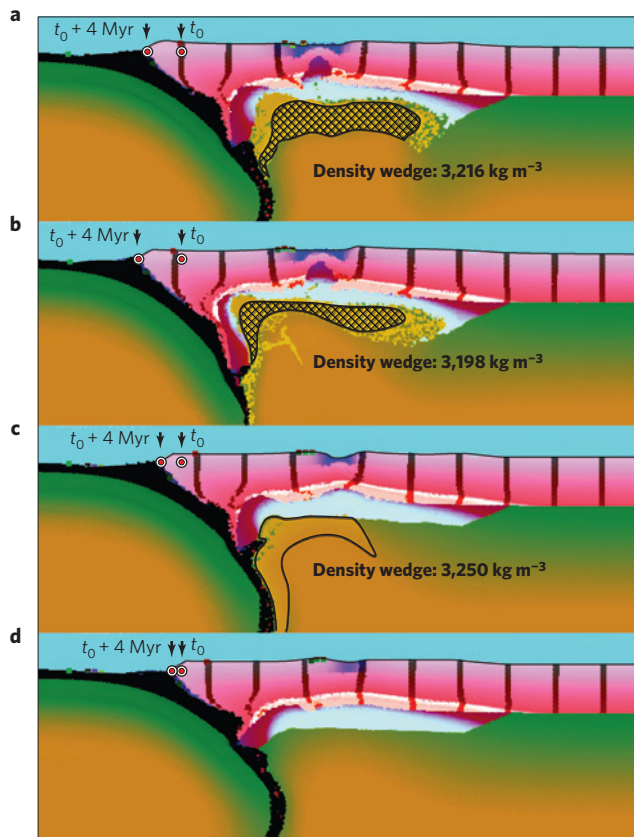 a
t₀ + 4 Myr t₀
Density wedge: 3,216 kg m⁻³
b
t₀ + 4 Myr t₀
Density wedge: 3,198 kg m⁻³
c
t₀ + 4 Myr t₀
Density wedge: 3,250 kg m⁻³
d
t₀ + 4 Myr t₀